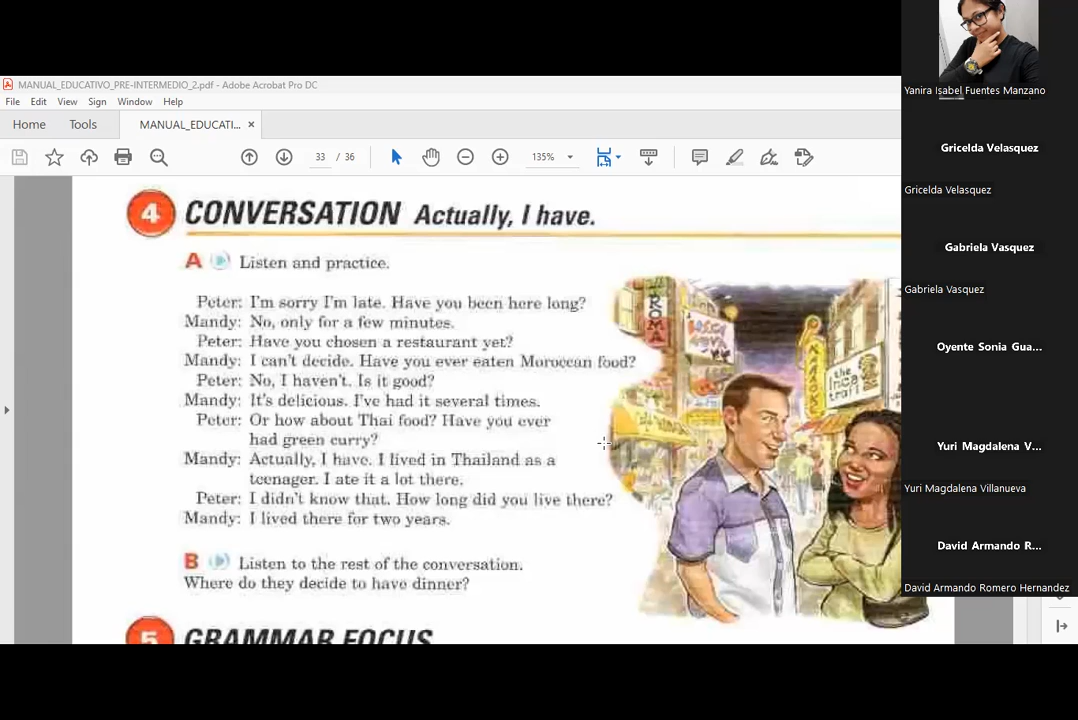 MANUAL_EDUCATIVO_PRE-INTERMEDIO_2.pdf - Adobe Acrobat Pro DC
File Edit View Sign Window Help
Home Tools MANUAL_EDUCATI... ×
33 / 36 135%
4 CONVERSATION Actually, I have.
A Listen and practice.
Peter: I'm sorry I'm late. Have you been here long?
Mandy: No, only for a few minutes.
Peter: Have you chosen a restaurant yet?
Mandy: I can't decide. Have you ever eaten Moroccan food?
Peter: No, I haven't. Is it good?
Mandy: It's delicious. I've had it several times.
Peter: Or how about Thai food? Have you ever
had green curry?
Mandy: Actually, I have. I lived in Thailand as a
teenager. I ate it a lot there.
Peter: I didn't know that. How long did you live there?
Mandy: I lived there for two years.
B Listen to the rest of the conversation.
Where do they decide to have dinner?
5 GRAMMAR FOCUS
ROMA
the
Inca
trail
Yanira Isabel Fuentes Manzano
Gricelda Velasquez
Gricelda Velasquez
Gabriela Vasquez
Gabriela Vasquez
Oyente Sonia Gua...
Yuri Magdalena V...
Yuri Magdalena Villanueva
David Armando R...
David Armando Romero Hernandez